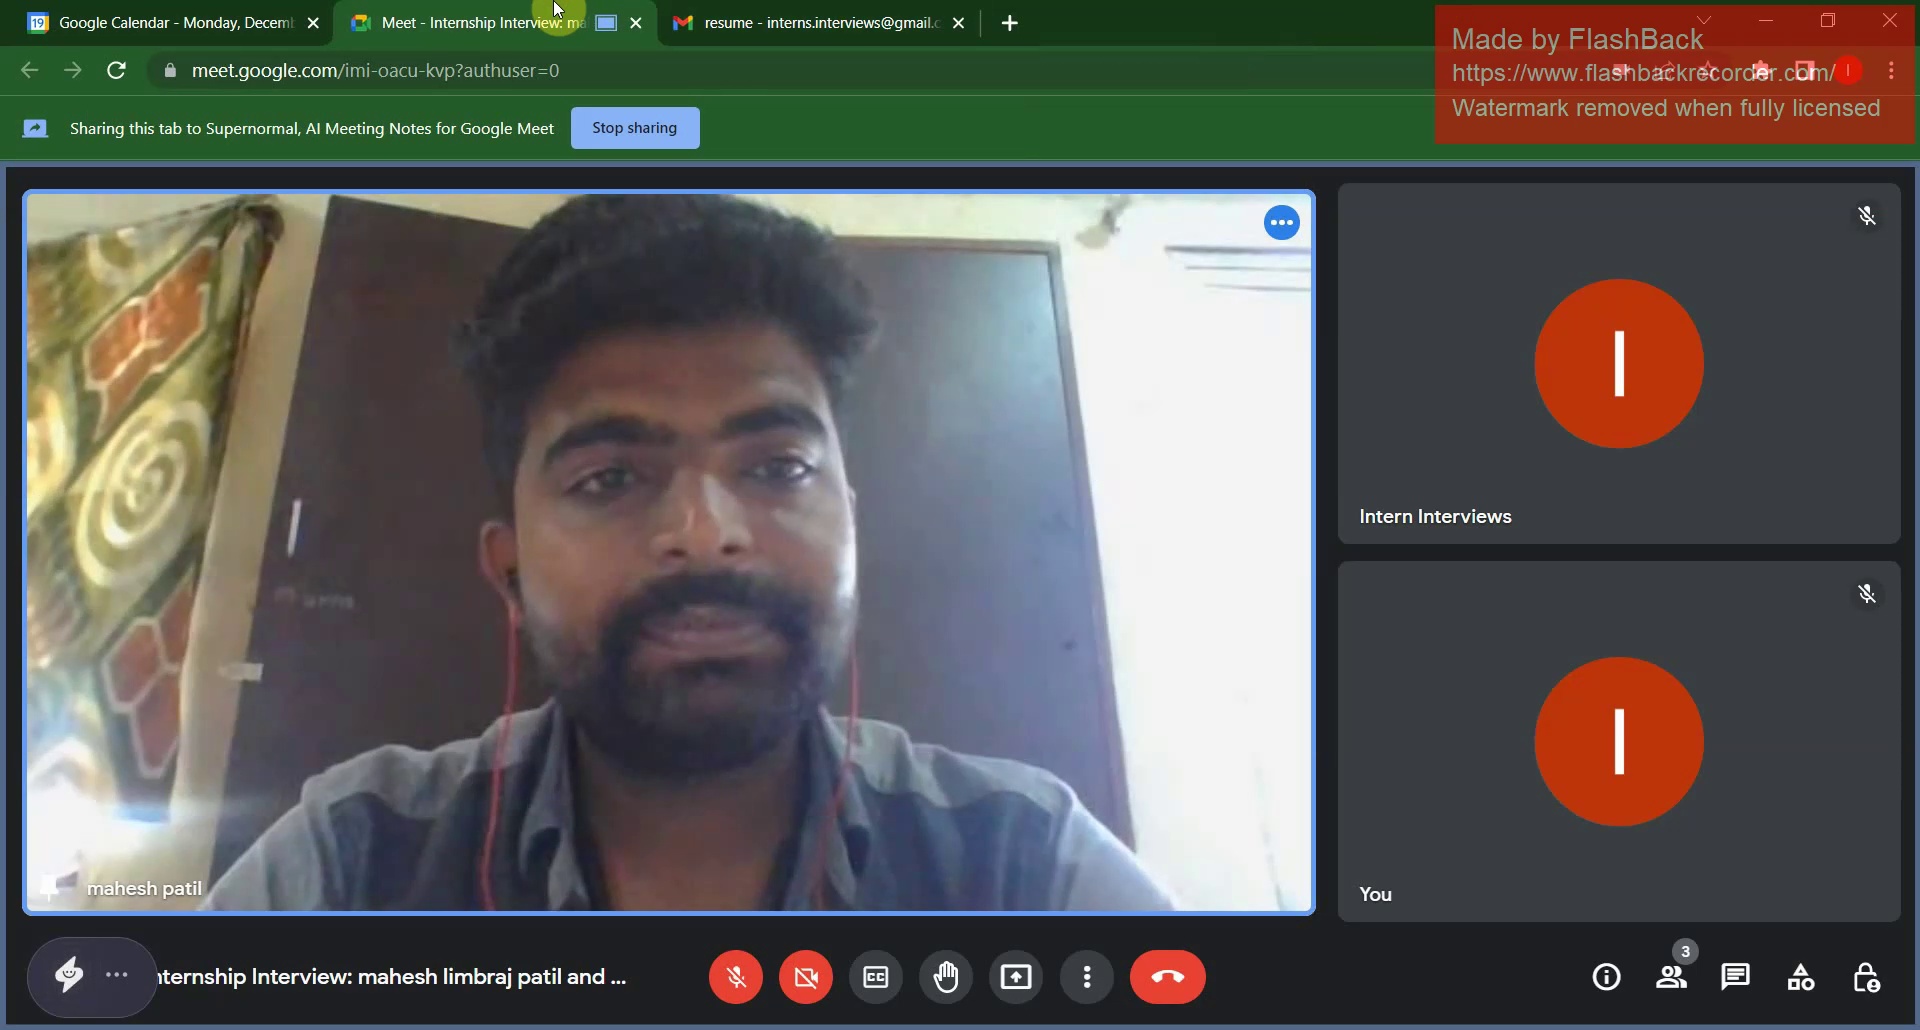 Google Calendar - Monday, Decem
Meet - Internship Interview: ma
resume - interns.interviews@gmail.c
meet.google.com/imi-oacu-kvp?authuser=0
Made by FlashBack
https://www.flashbackrecorder.com/
Watermark removed when fully licensed
Sharing this tab to Supernormal, AI Meeting Notes for Google Meet
Stop sharing
Intern Interviews
mahesh patil
You
nternship Interview: mahesh limbraj patil and ...
CC
3
19
I
I
I